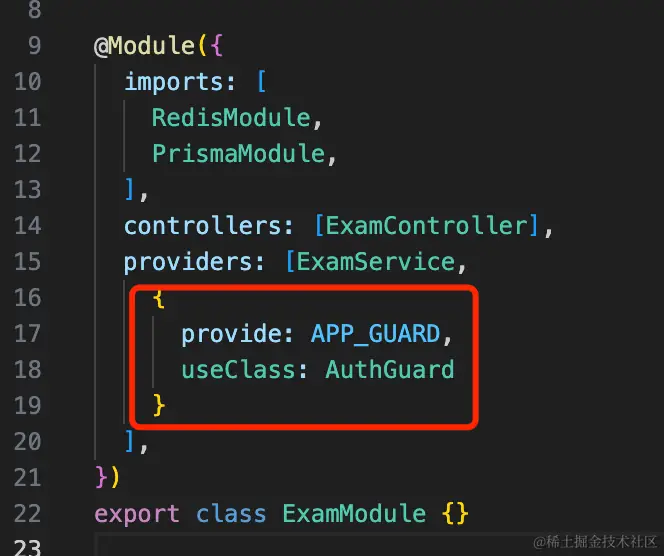 8
9 @Module({
10 imports: [
11 RedisModule,
12 PrismaModule,
13 ],
14 controllers: [ExamController],
15 providers: [ExamService,
16 {
17 provide: APP_GUARD,
18 useClass: AuthGuard
19 }
20 ],
21 })
22 export class ExamModule {}
23
@稀土掘金技术社区